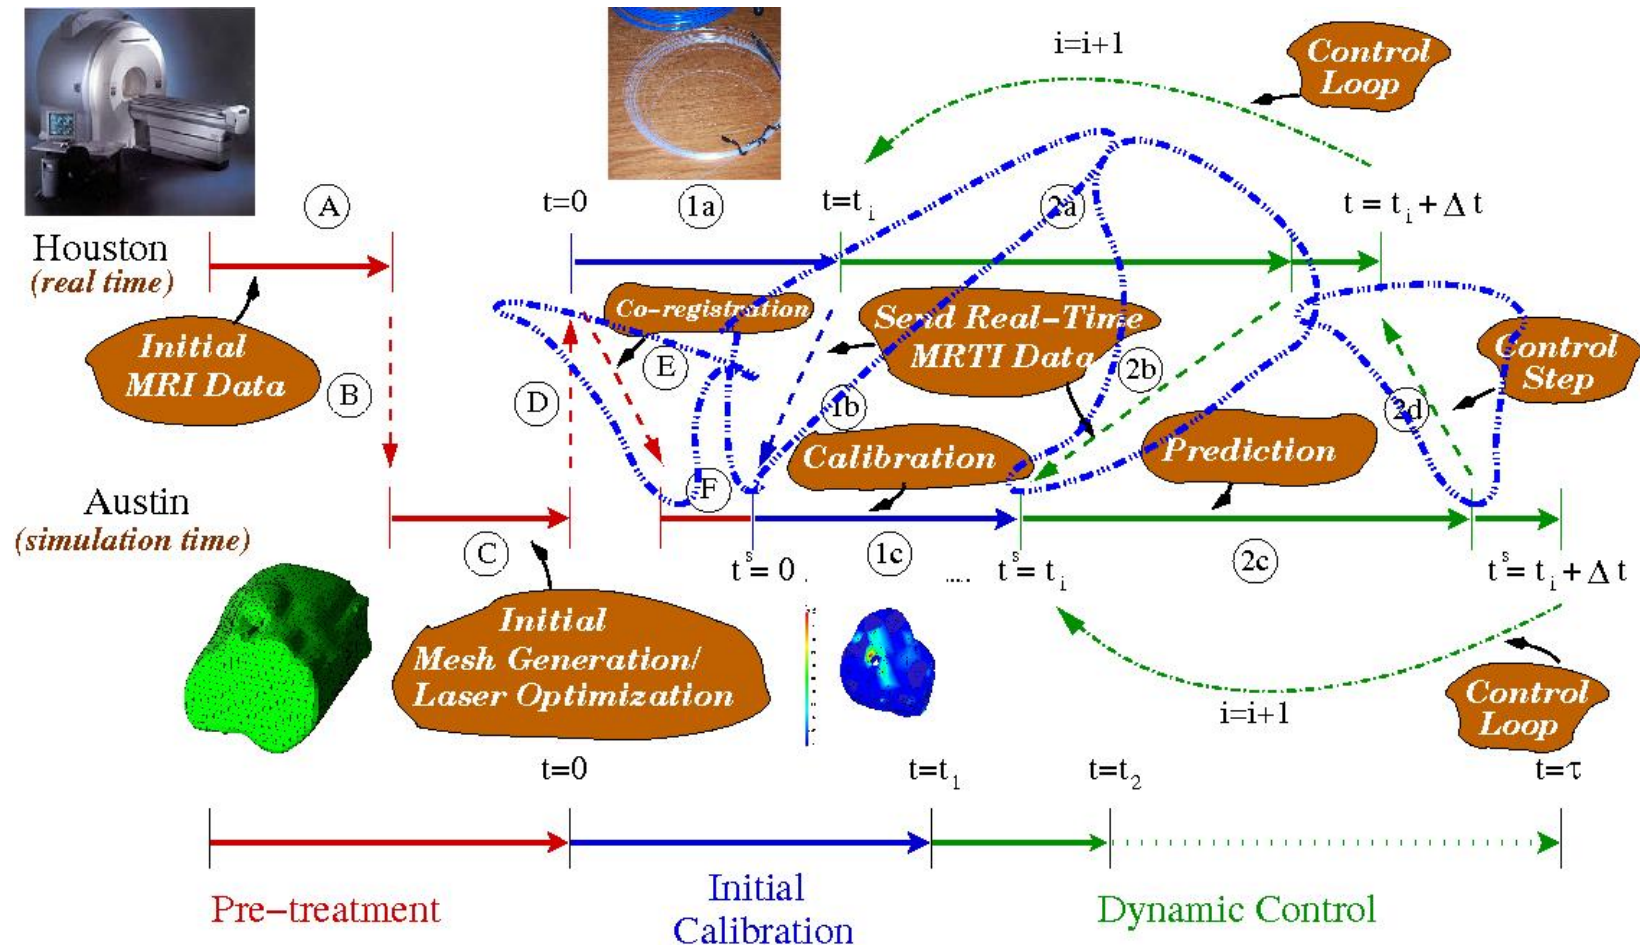 i=i+1
Control
Loop
A
t=0
1a
t=t i
2a
t = t i + Δ t
Houston
(real time)
Co-registration
Send Real-Time
MRTI Data
Initial
MRI Data
B
D
E
1b
2b
2d
Control
Step
Calibration
Prediction
F
Austin
(simulation time)
C
t s = 0 .
1c
.....
t s = t i
2c
t s = t i + Δ t
Initial
Mesh Generation/
Laser Optimization
i=i+1
Control
Loop
t=0
t=t 1
t=t 2
t=τ
Pre-treatment
Initial
Calibration
Dynamic Control